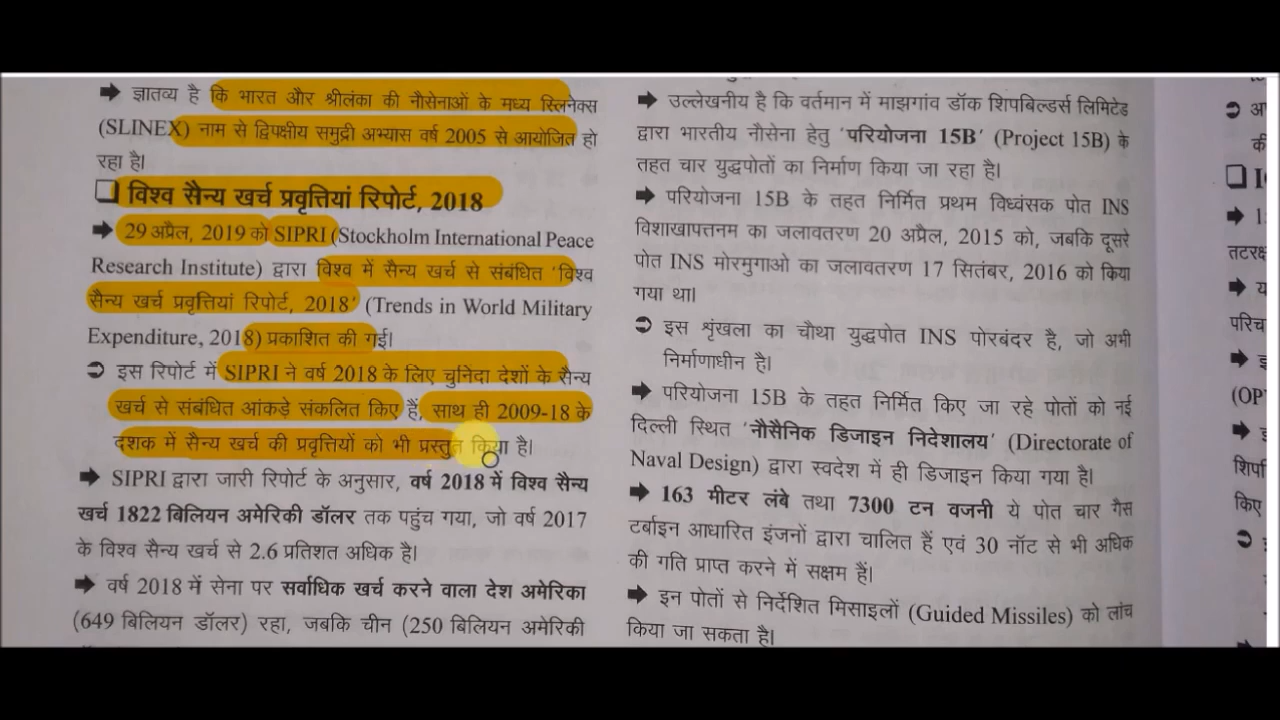 ➡ ज्ञातव्य है कि भारत और श्रीलंका की नौसेनाओं के मध्य स्लिनेक्स
(SLINEX) नाम से द्विपक्षीय समुद्री अभ्यास वर्ष 2005 से आयोजित हो
रहा है।
❑ विश्व सैन्य खर्च प्रवृत्तियां रिपोर्ट, 2018
➡ 29 अप्रैल, 2019 को SIPRI (Stockholm International Peace
Research Institute) द्वारा विश्व में सैन्य खर्च से संबंधित 'विश्व
सैन्य खर्च प्रवृत्तियां रिपोर्ट, 2018' (Trends in World Military
Expenditure, 2018) प्रकाशित की गई।
➲ इस रिपोर्ट में SIPRI ने वर्ष 2018 के लिए चुनिंदा देशों के सैन्य
खर्च से संबंधित आंकड़े संकलित किए हैं, साथ ही 2009-18 के
दशक में सैन्य खर्च की प्रवृत्तियों को भी प्रस्तुत किया है।
➡ SIPRI द्वारा जारी रिपोर्ट के अनुसार, वर्ष 2018 में विश्व सैन्य
खर्च 1822 बिलियन अमेरिकी डॉलर तक पहुंच गया, जो वर्ष 2017
के विश्व सैन्य खर्च से 2.6 प्रतिशत अधिक है।
➡ वर्ष 2018 में सेना पर सर्वाधिक खर्च करने वाला देश अमेरिका
(649 बिलियन डॉलर) रहा, जबकि चीन (250 बिलियन अमेरिकी
➡ उल्लेखनीय है कि वर्तमान में माझगांव डॉक शिपबिल्डर्स लिमिटेड
द्वारा भारतीय नौसेना हेतु 'परियोजना 15B' (Project 15B) के
तहत चार युद्धपोतों का निर्माण किया जा रहा है।
➡ परियोजना 15B के तहत निर्मित प्रथम विध्वंसक पोत INS
विशाखापत्तनम का जलावतरण 20 अप्रैल, 2015 को, जबकि दूसरे
पोत INS मोरमुगाओ का जलावतरण 17 सितंबर, 2016 को किया
गया था।
➲ इस श्रृंखला का चौथा युद्धपोत INS पोरबंदर है, जो अभी
निर्माणाधीन है।
➡ परियोजना 15B के तहत निर्मित किए जा रहे पोतों को नई
दिल्ली स्थित 'नौसैनिक डिजाइन निदेशालय' (Directorate of
Naval Design) द्वारा स्वदेश में ही डिजाइन किया गया है।
➡ 163 मीटर लंबे तथा 7300 टन वजनी ये पोत चार गैस
टर्बाइन आधारित इंजनों द्वारा चालित हैं एवं 30 नॉट से भी अधिक
की गति प्राप्त करने में सक्षम हैं।
➡ इन पोतों से निर्देशित मिसाइलों (Guided Missiles) को लांच
किया जा सकता है।
➲
की
❑
➡
तटरक्ष
➡ य
परिच
➡
(OP
➡
शिर्पा
किए
➲